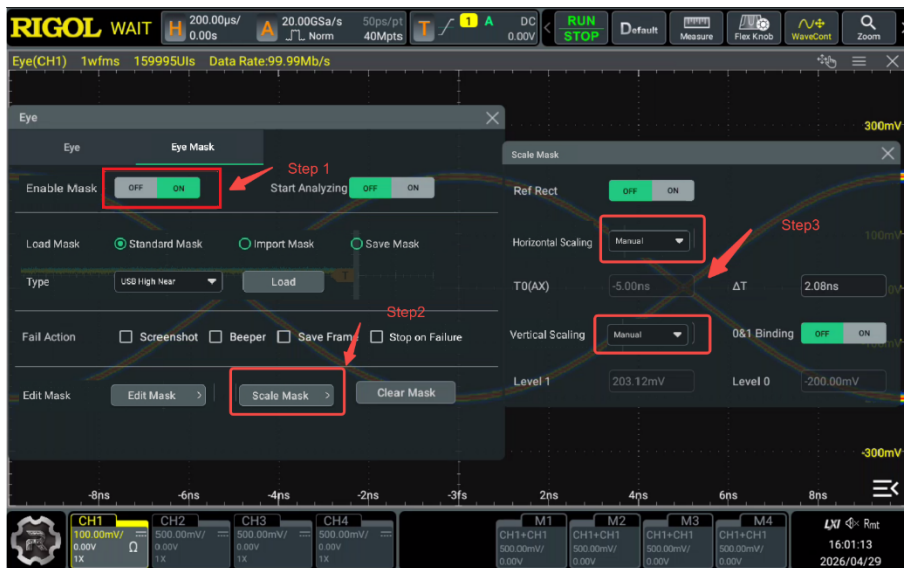 RIGOL WAIT H 200.00µs/ 0.00s A 20.00GSa/s Norm 50ps/pt 40Mpts T 1 A DC 0.00V RUN STOP Default Measure Flex Knob WaveCont Zoom
Eye(CH1) 1wfms 159995UIs Data Rate:99.99Mb/s
300mV
Eye
Eye Eye Mask
Step 1
Enable Mask OFF ON Start Analyzing OFF ON
Load Mask Standard Mask Import Mask Save Mask
Type USB High Near Load
Step2
Fail Action Screenshot Beeper Save Frame Stop on Failure
Edit Mask Edit Mask > Scale Mask > Clear Mask
Scale Mask
Ref Rect OFF ON
Step3
Horizontal Scaling Manual 100mV
T0(AX) -5.00ns ΔT 2.08ns
Vertical Scaling Manual 0&1 Binding OFF ON
Level 1 203.12mV Level 0 -200.00mV
-300mV
-8ns -6ns -4ns -2ns -3fs 2ns 4ns 6ns 8ns
CH1 CH2 CH3 CH4 M1 M2 M3 M4 LXI Rmt
100.00mV/ 500.00mV/ 500.00mV/ 500.00mV/ CH1+CH1 CH1+CH1 CH1+CH1 CH1+CH1
0.00V Ω 0.00V 0.00V 0.00V 500.00mV/ 500.00mV/ 500.00mV/ 500.00mV/ 16:01:13
1X 1X 1X 1X 0.00V 0.00V 0.00V 0.00V 2026/04/29